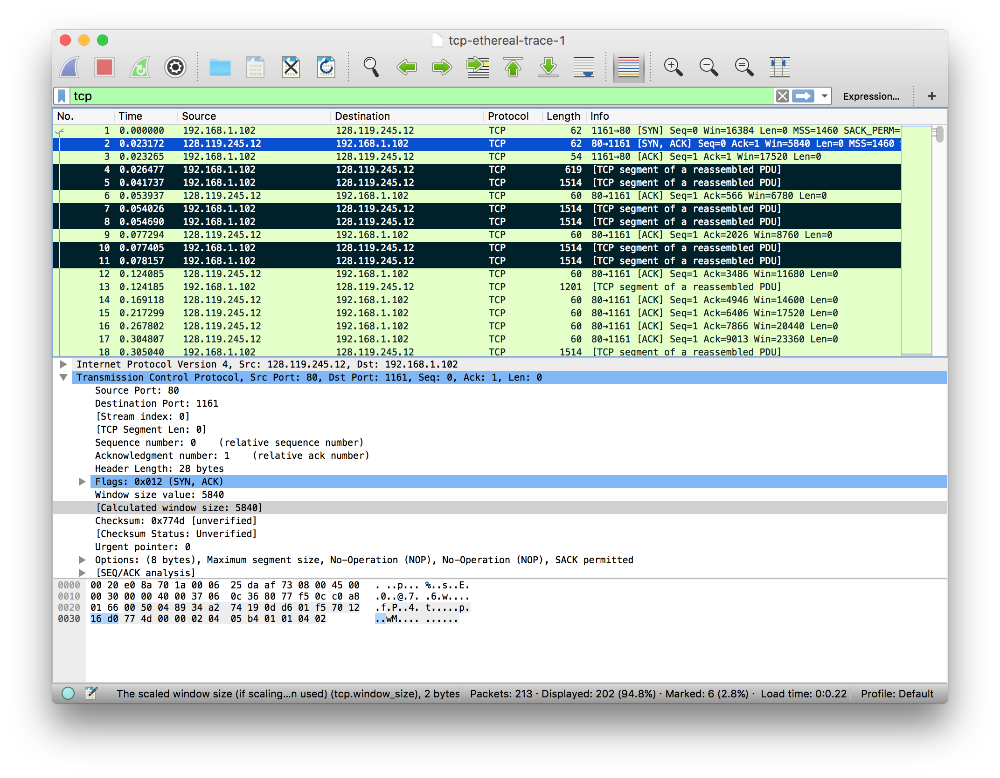 tcp-ethereal-trace-1
tcp
Expression...
+
No. Time Source Destination Protocol Length Info
1 0.000000 192.168.1.102 128.119.245.12 TCP 62 1161→80 [SYN] Seq=0 Win=16384 Len=0 MSS=1460 SACK_PERM=
2 0.023172 128.119.245.12 192.168.1.102 TCP 62 80→1161 [SYN, ACK] Seq=0 Ack=1 Win=5840 Len=0 MSS=1460
3 0.023265 192.168.1.102 128.119.245.12 TCP 54 1161→80 [ACK] Seq=1 Ack=1 Win=17520 Len=0
4 0.026477 192.168.1.102 128.119.245.12 TCP 619 [TCP segment of a reassembled PDU]
5 0.041737 192.168.1.102 128.119.245.12 TCP 1514 [TCP segment of a reassembled PDU]
6 0.053937 128.119.245.12 192.168.1.102 TCP 60 80→1161 [ACK] Seq=1 Ack=566 Win=6780 Len=0
7 0.054026 192.168.1.102 128.119.245.12 TCP 1514 [TCP segment of a reassembled PDU]
8 0.054690 192.168.1.102 128.119.245.12 TCP 1514 [TCP segment of a reassembled PDU]
9 0.077294 128.119.245.12 192.168.1.102 TCP 60 80→1161 [ACK] Seq=1 Ack=2026 Win=8760 Len=0
10 0.077405 192.168.1.102 128.119.245.12 TCP 1514 [TCP segment of a reassembled PDU]
11 0.078157 192.168.1.102 128.119.245.12 TCP 1514 [TCP segment of a reassembled PDU]
12 0.124085 128.119.245.12 192.168.1.102 TCP 60 80→1161 [ACK] Seq=1 Ack=3486 Win=11680 Len=0
13 0.124185 192.168.1.102 128.119.245.12 TCP 1201 [TCP segment of a reassembled PDU]
14 0.169118 128.119.245.12 192.168.1.102 TCP 60 80→1161 [ACK] Seq=1 Ack=4946 Win=14600 Len=0
15 0.217299 128.119.245.12 192.168.1.102 TCP 60 80→1161 [ACK] Seq=1 Ack=6406 Win=17520 Len=0
16 0.267802 128.119.245.12 192.168.1.102 TCP 60 80→1161 [ACK] Seq=1 Ack=7866 Win=20440 Len=0
17 0.304807 128.119.245.12 192.168.1.102 TCP 60 80→1161 [ACK] Seq=1 Ack=9013 Win=23360 Len=0
18 0.305040 192.168.1.102 128.119.245.12 TCP 1514 [TCP segment of a reassembled PDU]
Internet Protocol Version 4, Src: 128.119.245.12, Dst: 192.168.1.102
Transmission Control Protocol, Src Port: 80, Dst Port: 1161, Seq: 0, Ack: 1, Len: 0
Source Port: 80
Destination Port: 1161
[Stream index: 0]
[TCP Segment Len: 0]
Sequence number: 0 (relative sequence number)
Acknowledgment number: 1 (relative ack number)
Header Length: 28 bytes
Flags: 0x012 (SYN, ACK)
Window size value: 5840
[Calculated window size: 5840]
Checksum: 0x774d [unverified]
[Checksum Status: Unverified]
Urgent pointer: 0
Options: (8 bytes), Maximum segment size, No-Operation (NOP), No-Operation (NOP), SACK permitted
[SEQ/ACK analysis]
0000 00 20 e0 8a 70 1a 00 06 25 da af 73 08 00 45 00 . ..p... %..s..E.
0010 00 30 00 00 40 00 37 06 0c 36 80 77 f5 0c c0 a8 .0..@.7. .6.w....
0020 01 66 00 50 04 89 34 a2 74 19 0d d6 01 f5 70 12 .f.P..4. t.....p.
0030 16 d0 77 4d 00 00 02 04 05 b4 01 01 04 02 ..wM.... ......
The scaled window size (if scaling...n used) (tcp.window_size), 2 bytes Packets: 213 · Displayed: 202 (94.8%) · Marked: 6 (2.8%) · Load time: 0:0.22 Profile: Default